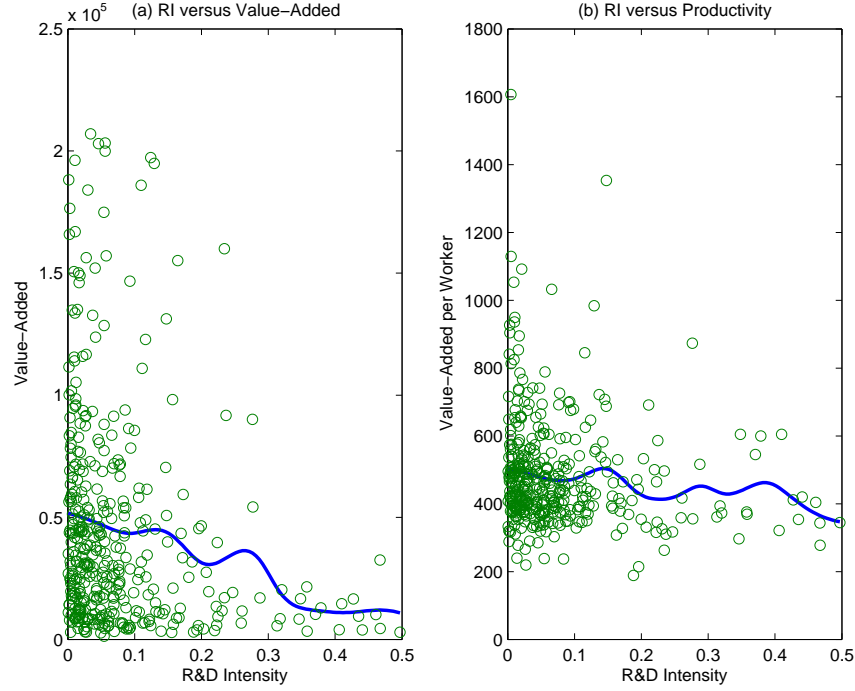 (a) RI versus Value−Added
x 10⁵
2.5
2
1.5
1
0.5
0
0 0.1 0.2 0.3 0.4 0.5
Value−Added
R&D Intensity
(b) RI versus Productivity
1800
1600
1400
1200
1000
800
600
400
200
0
0 0.1 0.2 0.3 0.4 0.5
Value−Added per Worker
R&D Intensity